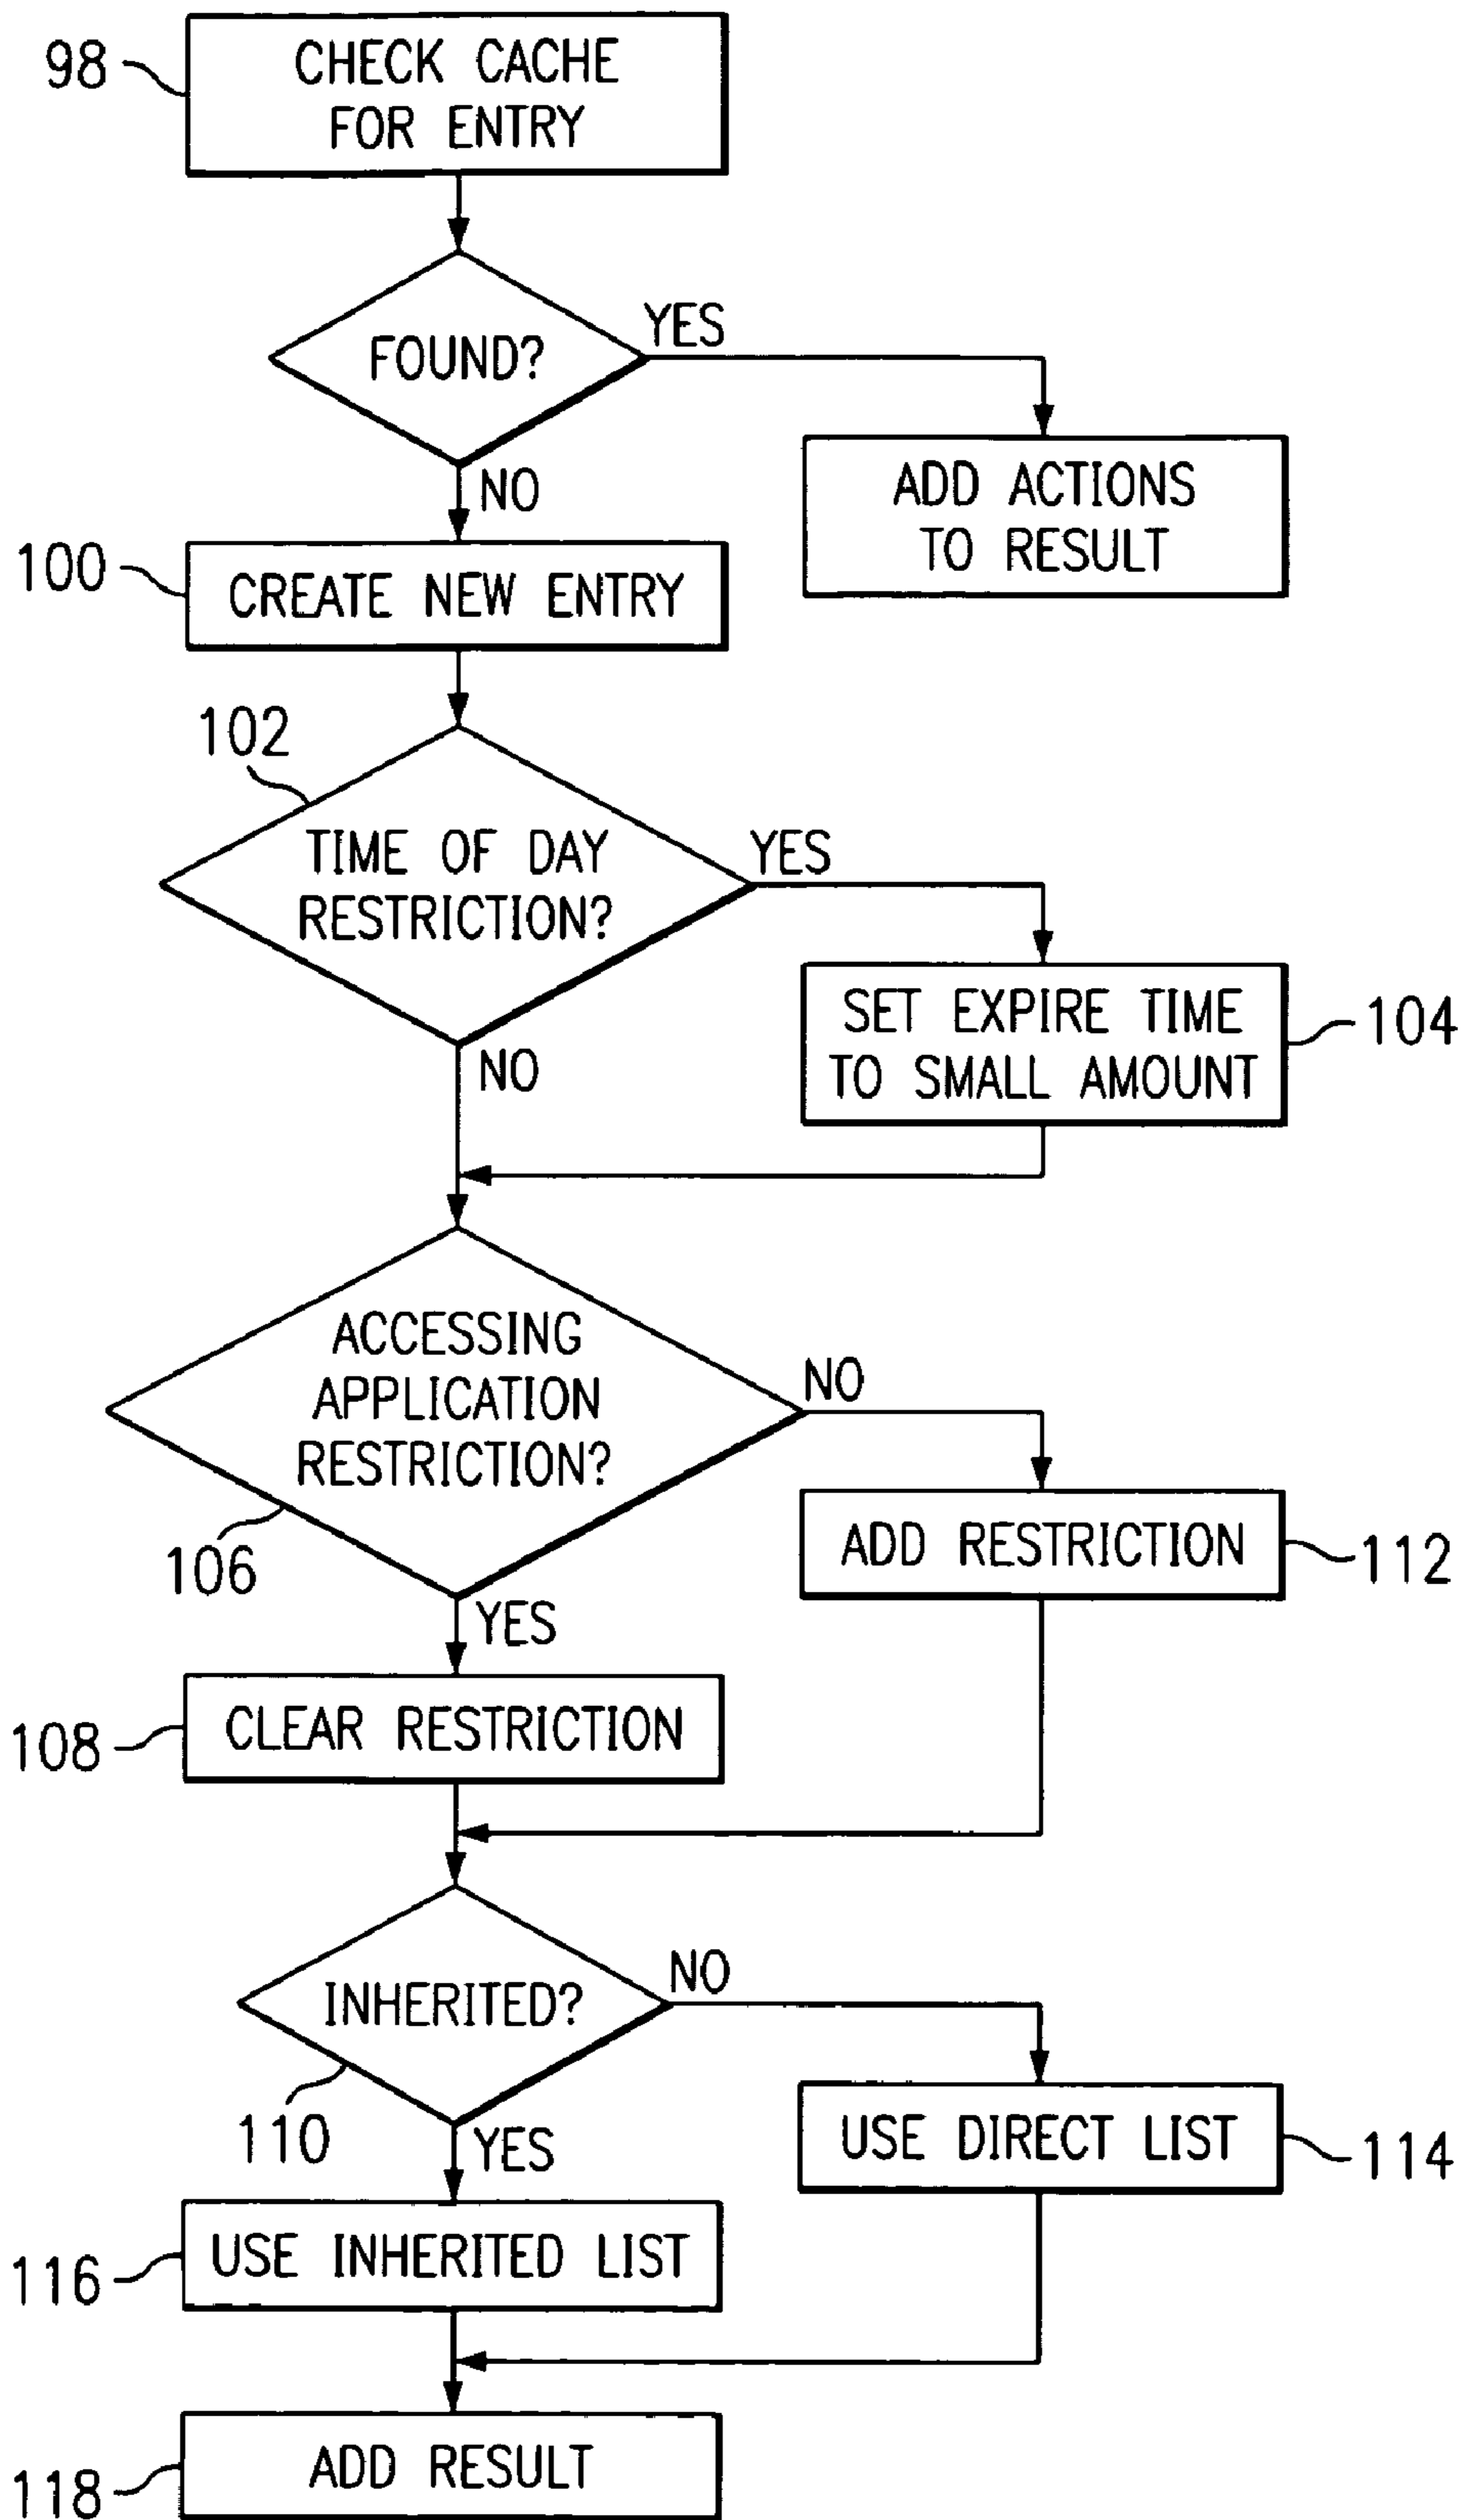 98
CHECK CACHE
FOR ENTRY
FOUND?
YES
NO
ADD ACTIONS
TO RESULT
100
CREATE NEW ENTRY
102
TIME OF DAY
RESTRICTION?
YES
NO
SET EXPIRE TIME
TO SMALL AMOUNT
104
ACCESSING
APPLICATION
RESTRICTION?
NO
106
YES
ADD RESTRICTION
112
108
CLEAR RESTRICTION
INHERITED?
NO
110
YES
USE DIRECT LIST
114
116
USE INHERITED LIST
118
ADD RESULT